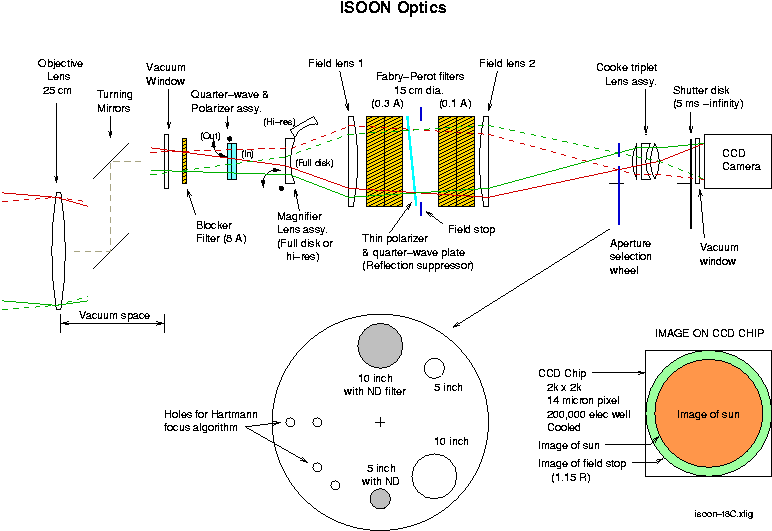 ISOON Optics
Objective
Lens
25 cm
Turning
Mirrors
Vacuum
Window
Quarter-wave &
Polarizer assy.
(Out)
(In)
(Hi-res)
(Full disk)
Field lens 1
Fabry-Perot filters
15 cm dia.
(0.3 A)
(0.1 A)
Field lens 2
Cooke triplet
Lens assy.
Shutter disk
(5 ms -infinity)
CCD
Camera
Blocker
Filter (8 A)
Magnifier
Lens assy.
(Full disk or
hi-res)
Thin polarizer
& quarter-wave plate
(Reflection suppressor)
Field stop
Aperture
selection
wheel
Vacuum
window
Vacuum space
10 inch
with ND filter
5 inch
Holes for Hartmann
focus algorithm
10 inch
5 inch
with ND
IMAGE ON CCD CHIP
CCD Chip
2k x 2k
14 micron pixel
200,000 elec well
Cooled
Image of sun
Image of sun
Image of field stop
(1.15 R)
isoon-18C.xfig